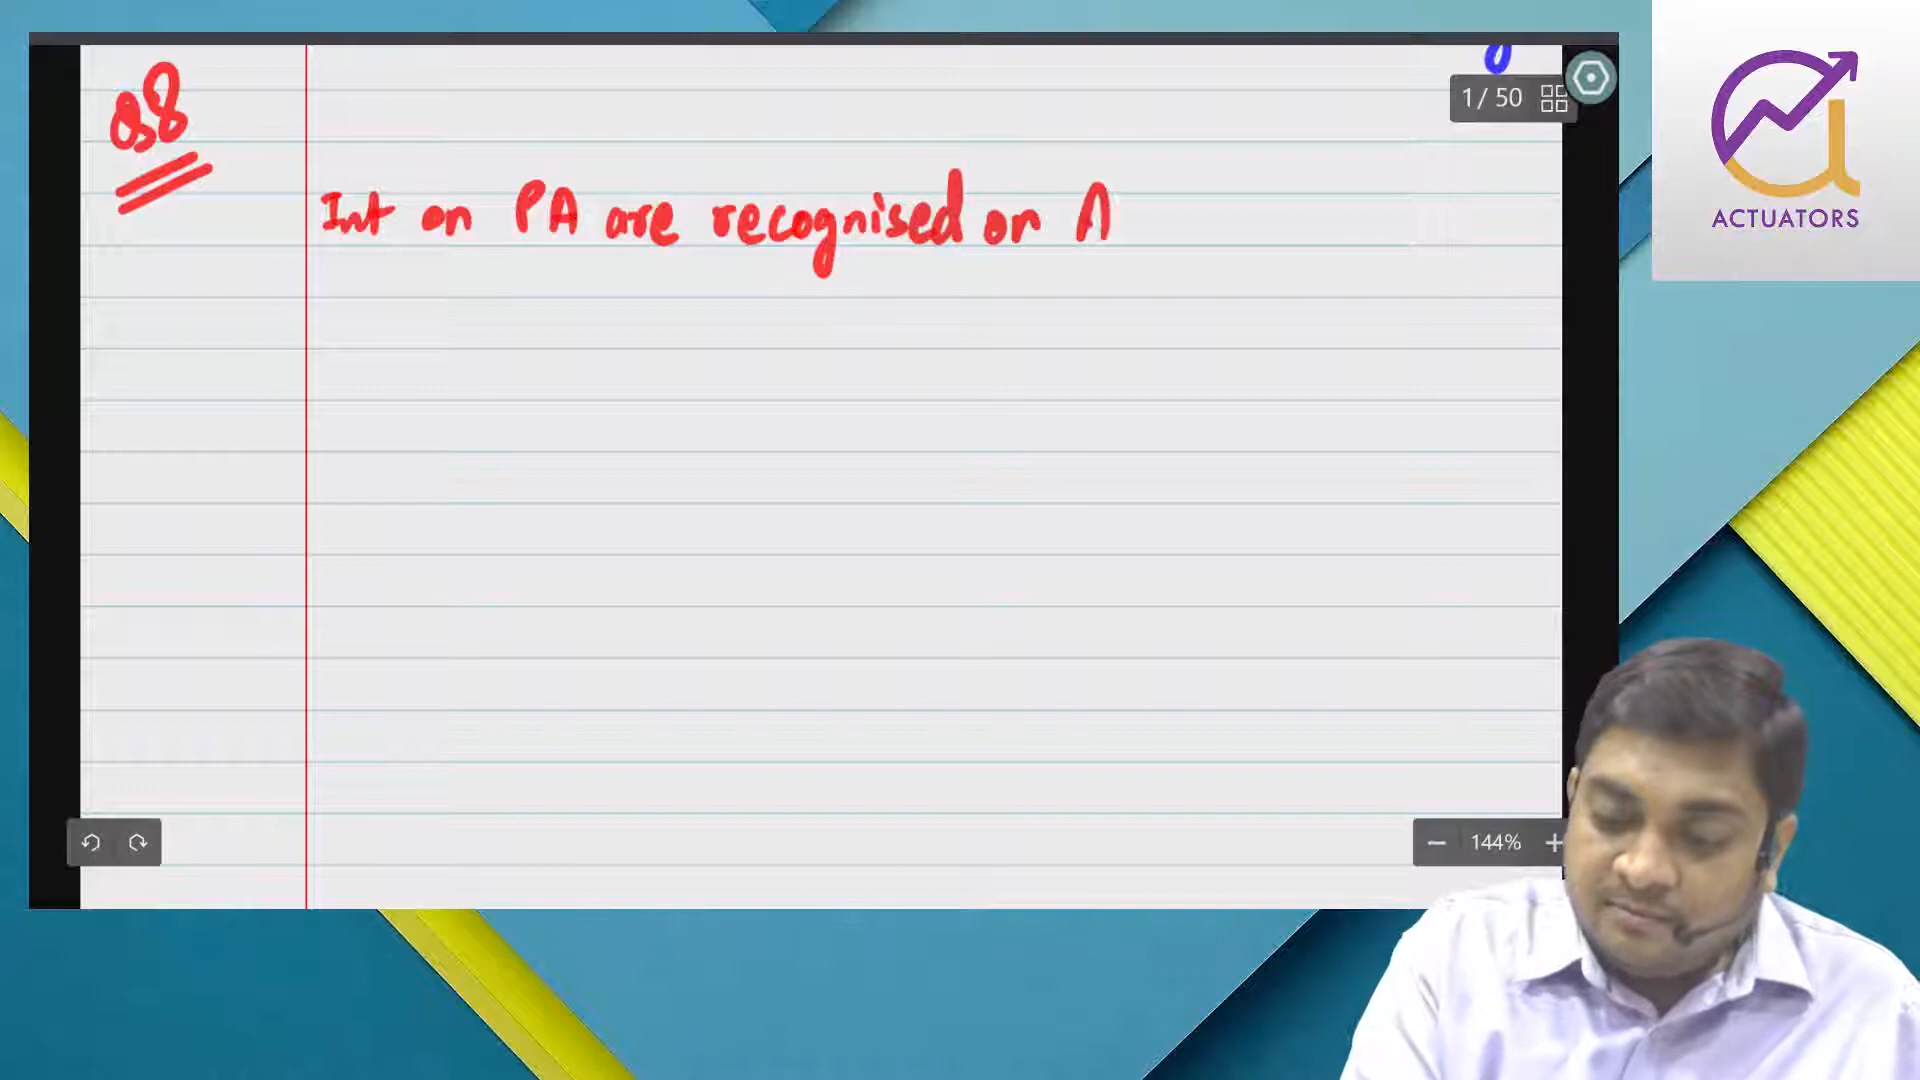 Q8
1 / 50
Int on PA are recognised on A
ACTUATORS
144%